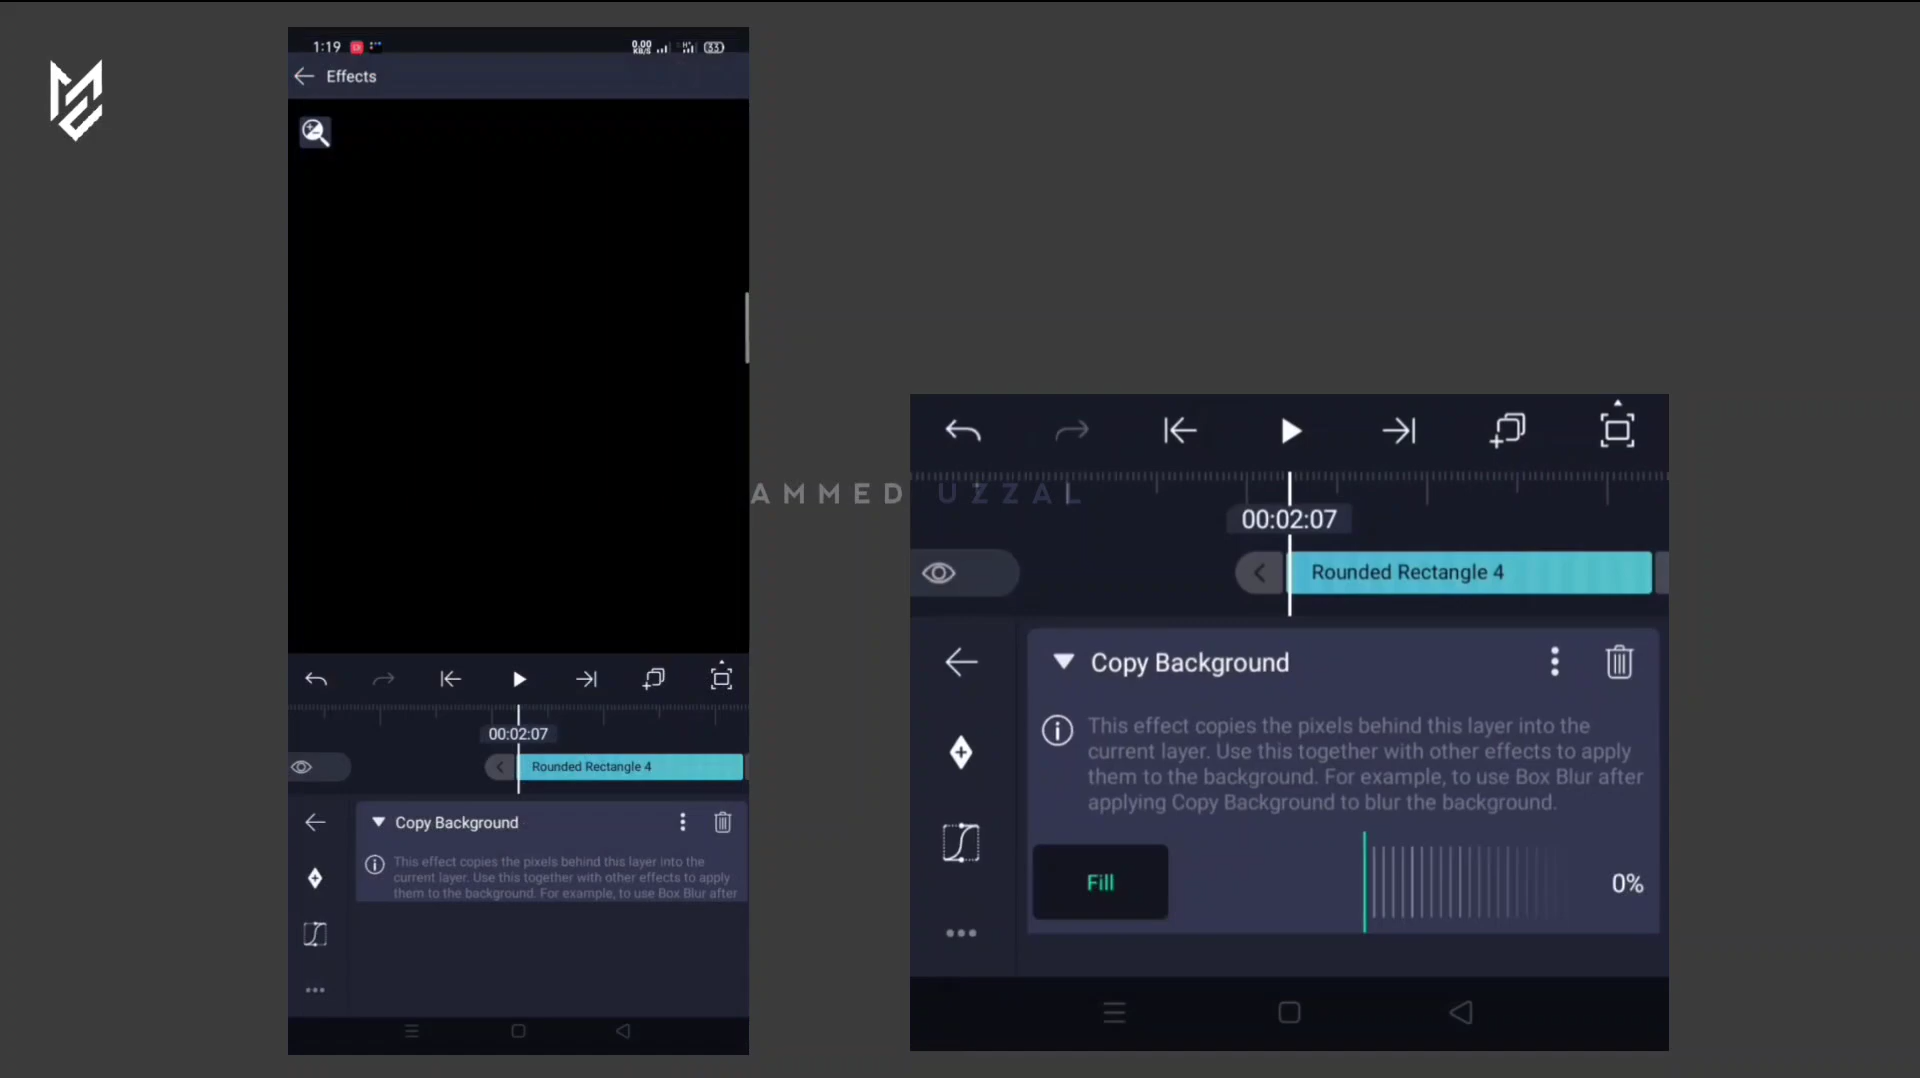 1:19
0.00
KB/S
H+
33
Effects
AMMED UZZAL
00:02:07
Rounded Rectangle 4
Copy Background
This effect copies the pixels behind this layer into the
current layer. Use this together with other effects to apply
them to the background. For example, to use Box Blur after
00:02:07
Rounded Rectangle 4
Copy Background
This effect copies the pixels behind this layer into the
current layer. Use this together with other effects to apply
them to the background. For example, to use Box Blur after
applying Copy Background to blur the background.
Fill
0%